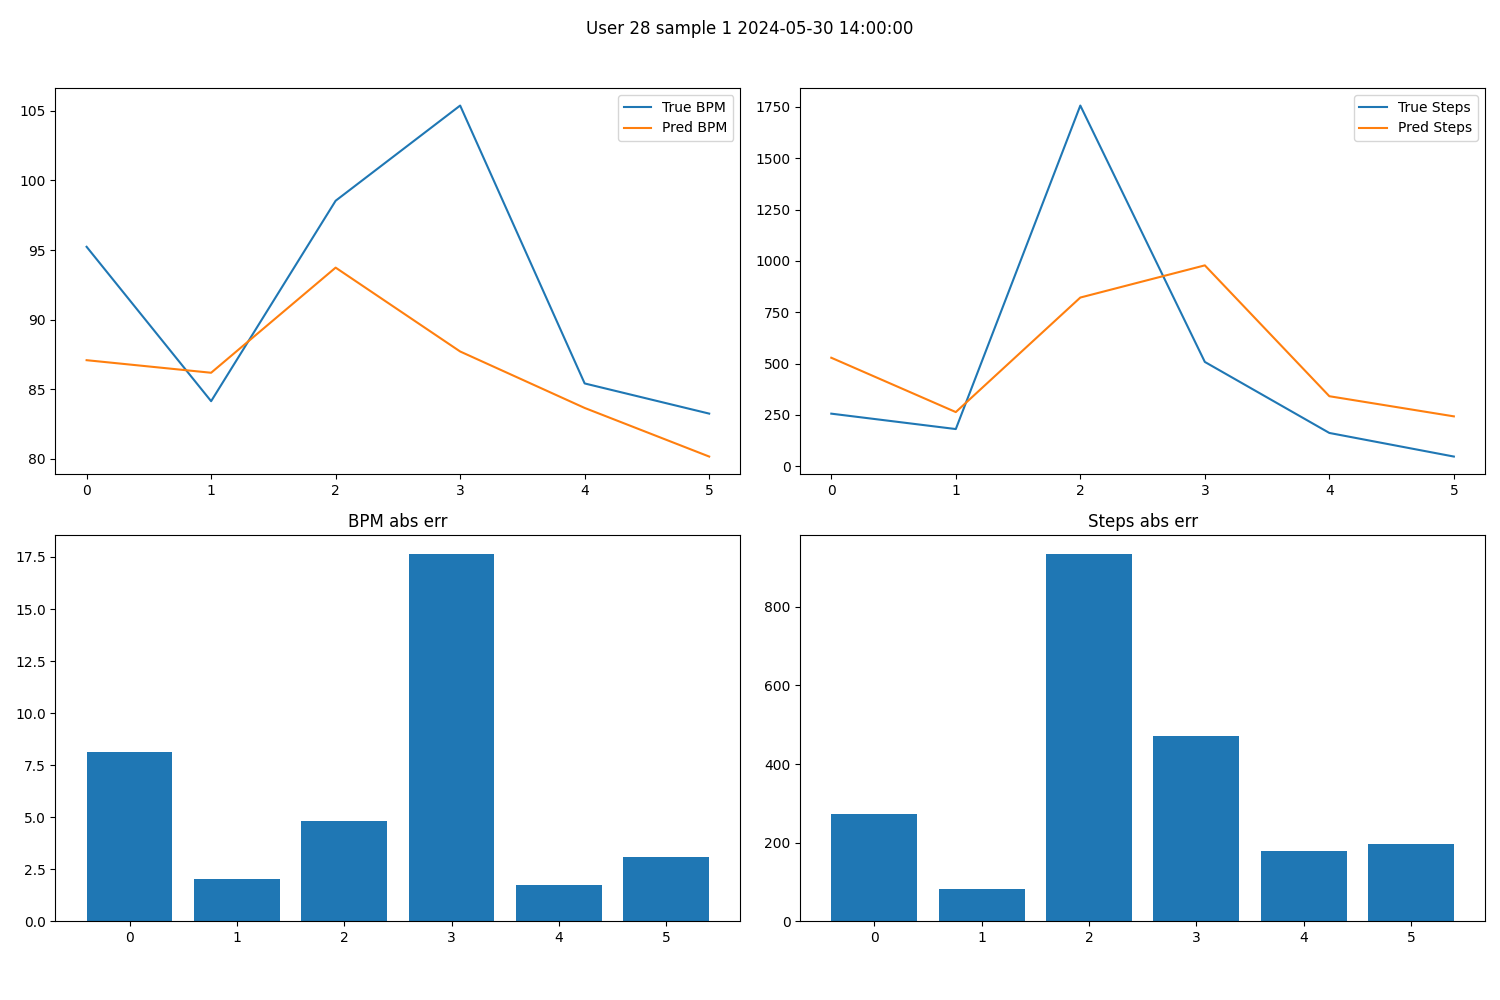 User 28 sample 1 2024-05-30 14:00:00
True BPM
Pred BPM
105
100
95
90
85
80
0 1 2 3 4 5
True Steps
Pred Steps
1750
1500
1250
1000
750
500
250
0
0 1 2 3 4 5
BPM abs err
17.5
15.0
12.5
10.0
7.5
5.0
2.5
0.0
0 1 2 3 4 5
Steps abs err
800
600
400
200
0
0 1 2 3 4 5